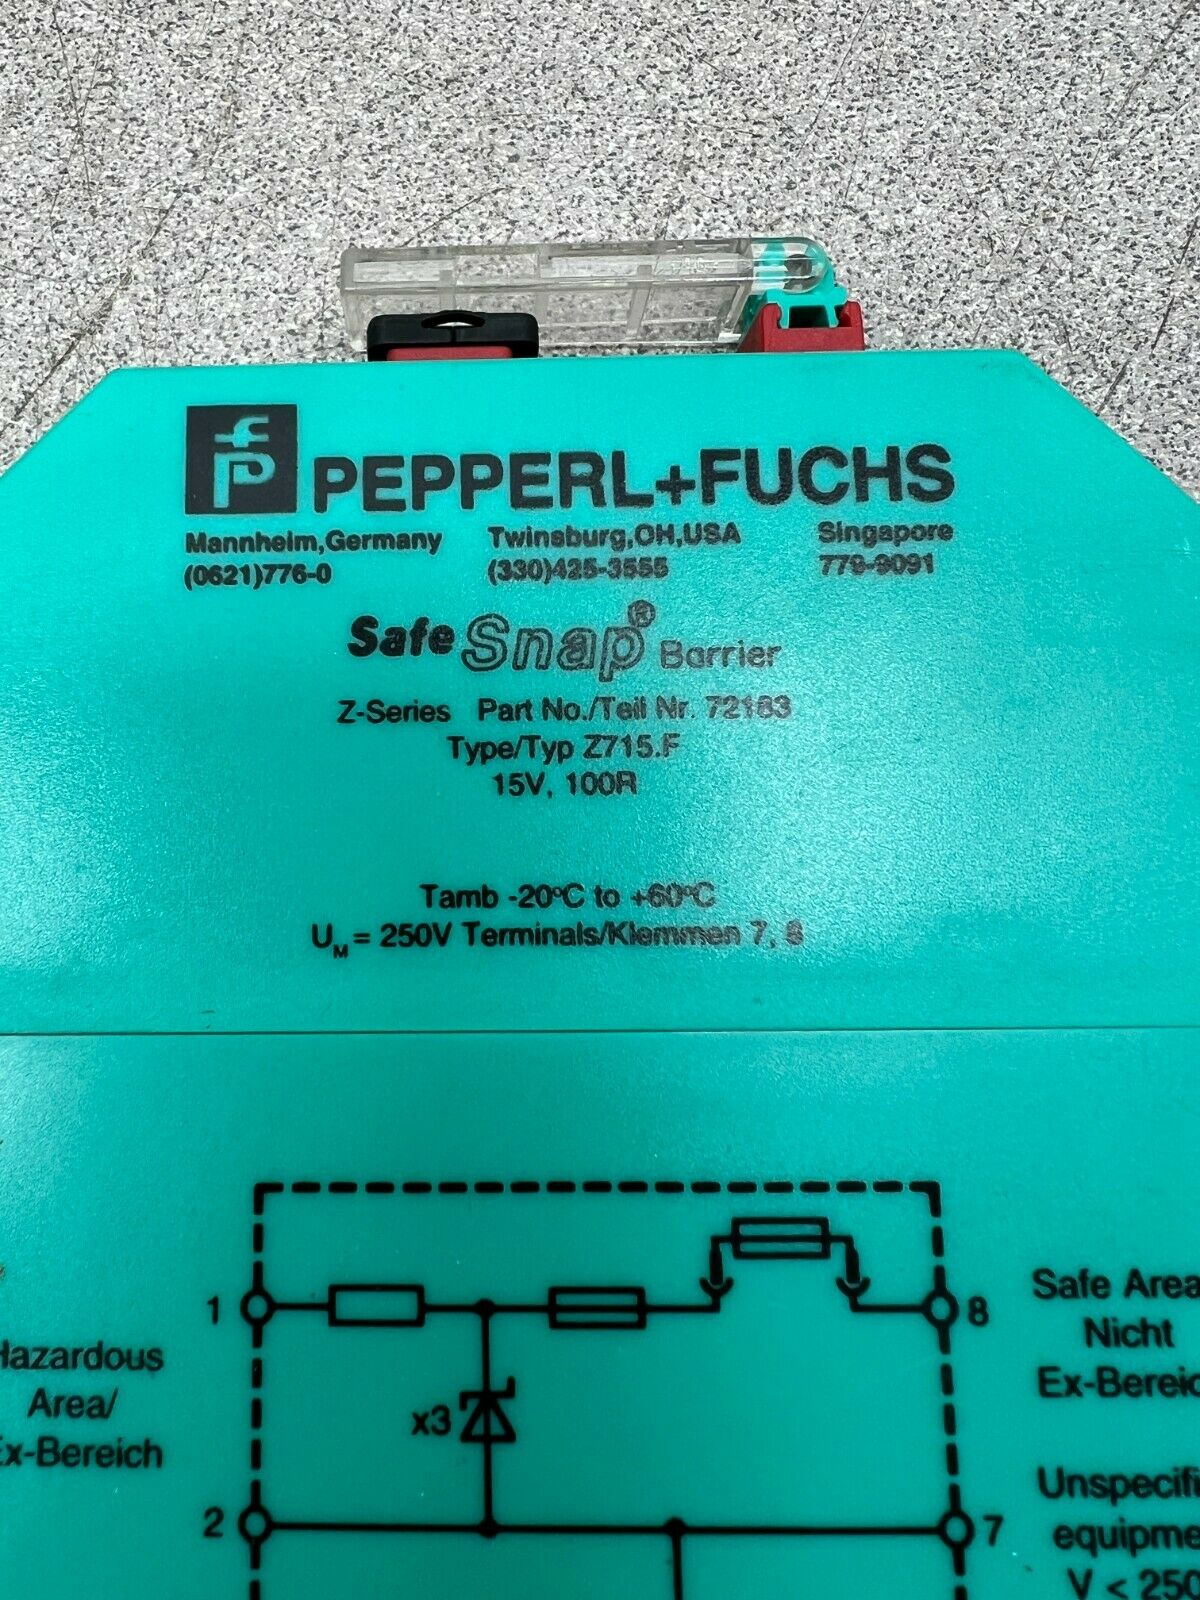 PEPPERL+FUCHS
Mannheim,Germany Twinsburg,OH,USA Singapore
(0621)776-0 (330)425-3555 779-9091
Safe Snap® Barrier
Z-Series Part No./Teil Nr. 72183
Type/Typ Z715.F
15V, 100R
Tamb -20°C to +60°C
UM = 250V Terminals/Klemmen 7, 8
1
8
Hazardous
Area/
Ex-Bereich
Safe Area
Nicht
Ex-Bereic
x3
2
7
Unspecifi
equipme
V < 250